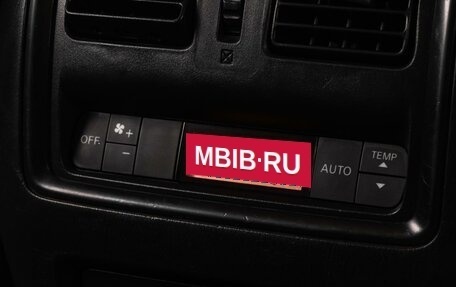 OFF
+
MBIB·RU
AUTO
TEMP
-